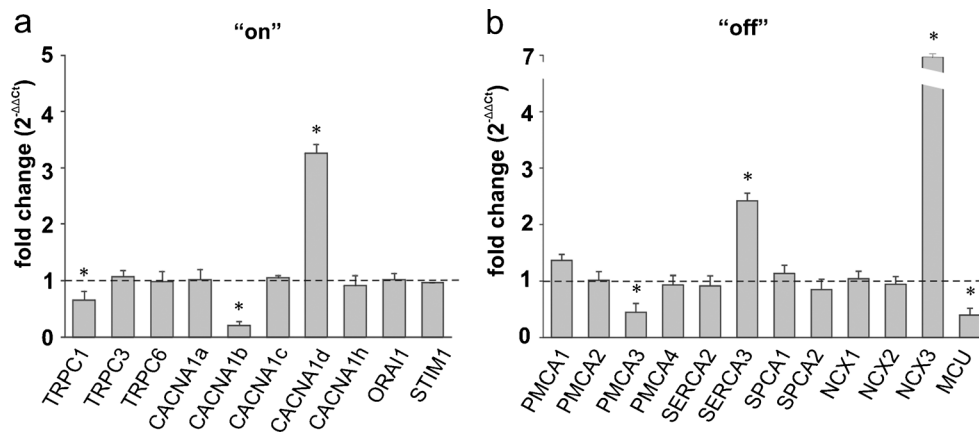 a
“on”
fold change (2-ΔΔCt)
5
4
3
2
1
0
*
*
*
TRPC1
TRPC3
TRPC6
CACNA1a
CACNA1b
CACNA1c
CACNA1d
CACNA1h
ORAI1
STIM1
b
“off”
fold change (2-ΔΔCt)
7
4
3
2
1
0
*
*
*
*
PMCA1
PMCA2
PMCA3
PMCA4
SERCA2
SERCA3
SPCA1
SPCA2
NCX1
NCX2
NCX3
MCU